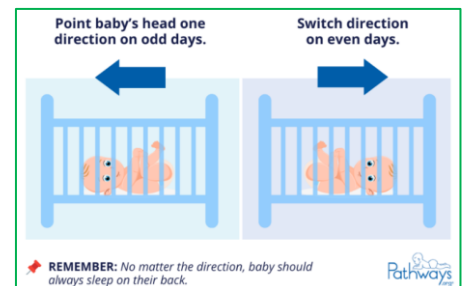 Point baby's head one
direction on odd days.
Switch direction
on even days.
REMEMBER: No matter the direction, baby should
always sleep on their back.
Pathways.org